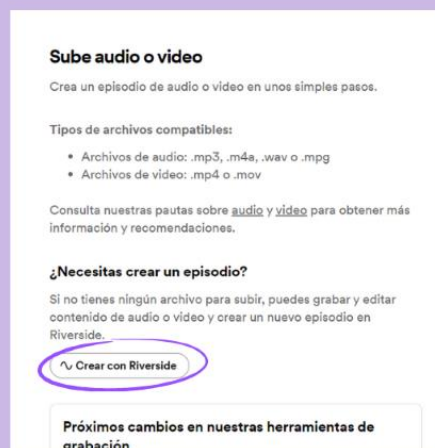 Sube audio o video
Crea un episodio de audio o video en unos simples pasos.
Tipos de archivos compatibles:
• Archivos de audio: .mp3, .m4a, .wav o .mpg
• Archivos de video: .mp4 o .mov
Consulta nuestras pautas sobre audio y video para obtener más
información y recomendaciones.
¿Necesitas crear un episodio?
Si no tienes ningún archivo para subir, puedes grabar y editar
contenido de audio o video y crear un nuevo episodio en
Riverside.
Crear con Riverside
Próximos cambios en nuestras herramientas de
grabación